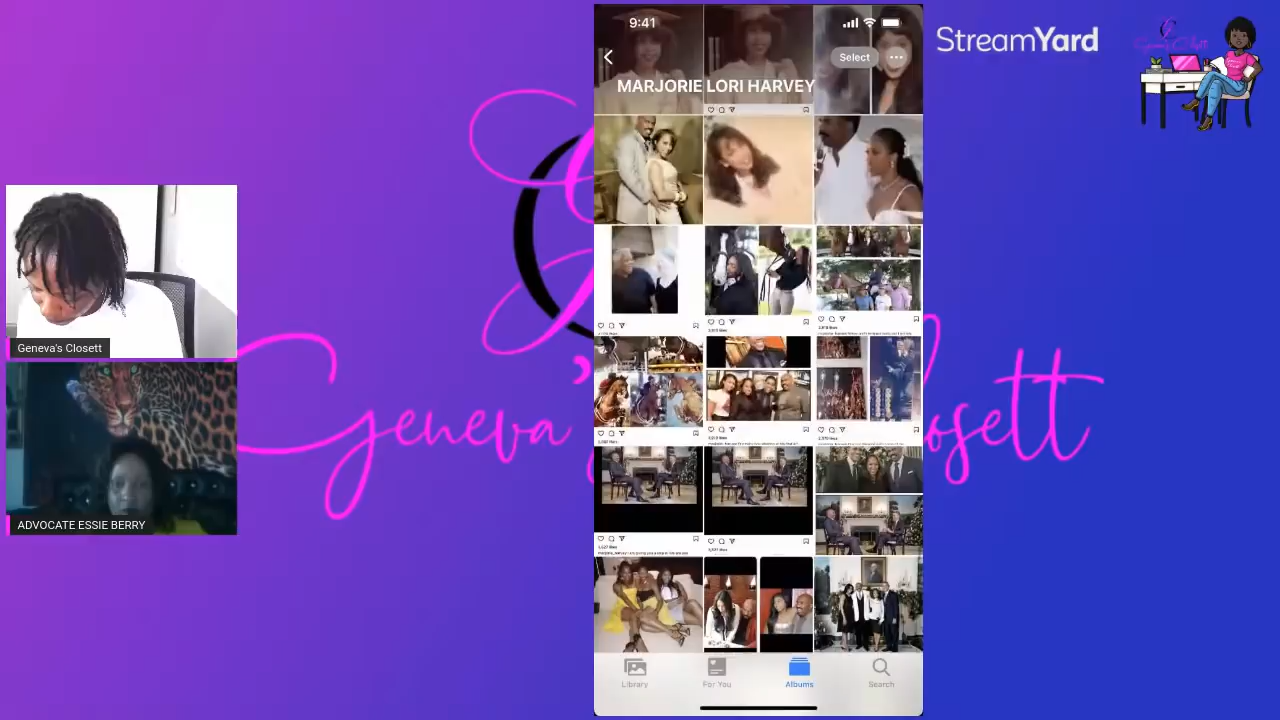 9:41
StreamYard
Select
MARJORIE LORI HARVEY
Geneva's Closett
Geneva's Closett
ADVOCATE ESSIE BERRY
Library
For You
Albums
Search